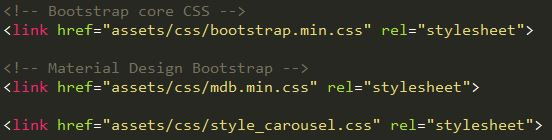 <!-- Bootstrap core CSS -->
<link href="assets/css/bootstrap.min.css" rel="stylesheet">
<!-- Material Design Bootstrap -->
<link href="assets/css/mdb.min.css" rel="stylesheet">
<link href="assets/css/style_carousel.css" rel="stylesheet">